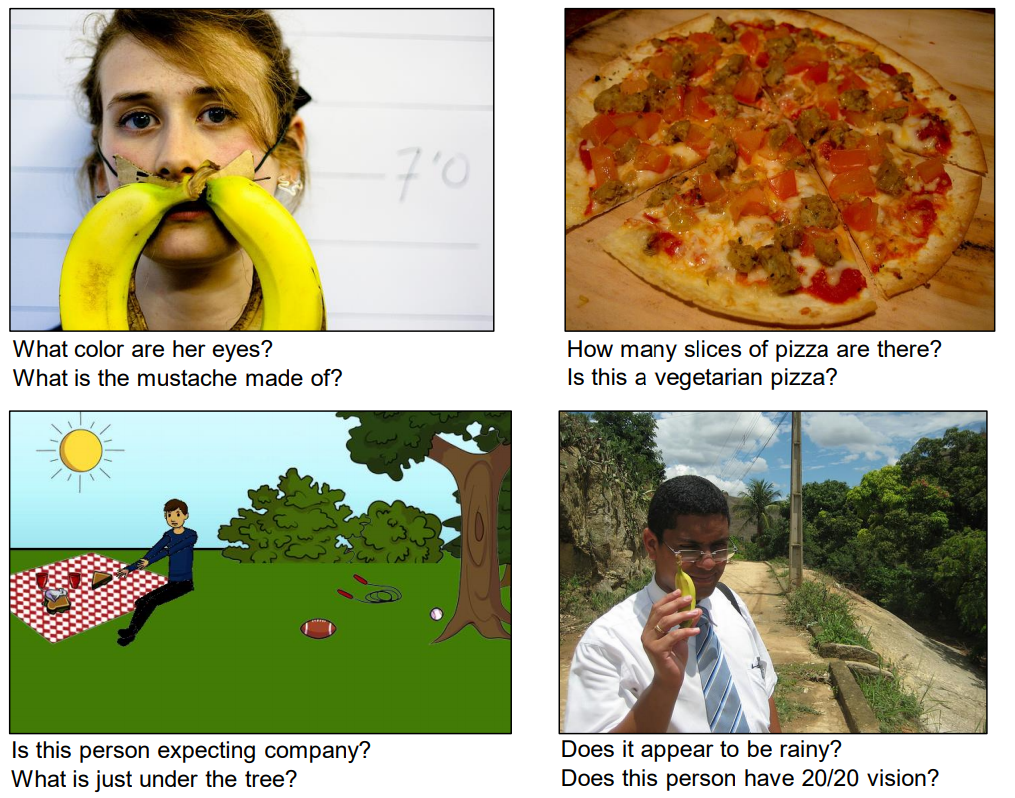 7'0
What color are her eyes?
What is the mustache made of?
How many slices of pizza are there?
Is this a vegetarian pizza?
Is this person expecting company?
What is just under the tree?
Does it appear to be rainy?
Does this person have 20/20 vision?